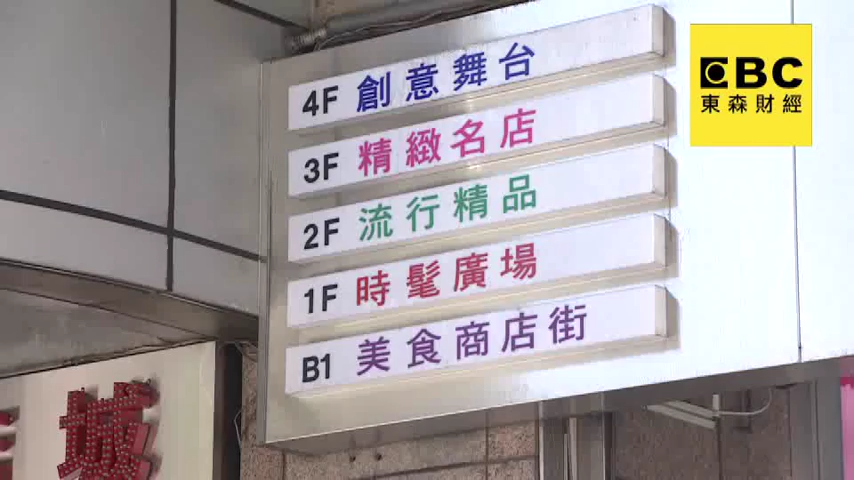 4F 創意舞台
3F 精緻名店
2F 流行精品
1F 時髦廣場
B1 美食商店街
EBC
東森財經
城